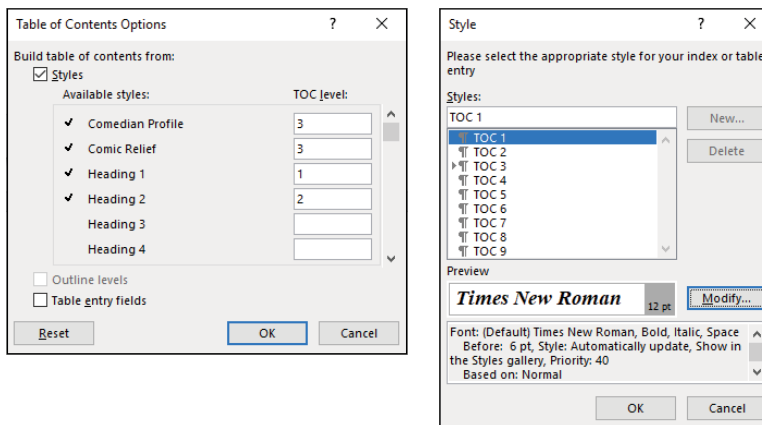 Table of Contents Options ? ×
Build table of contents from:
Styles
Available styles: TOC level:
Comedian Profile 3
Comic Relief 3
Heading 1 1
Heading 2 2
Heading 3
Heading 4
Outline levels
Table entry fields
Reset OK Cancel
Style ? ×
Please select the appropriate style for your index or table
entry
Styles:
TOC 1 New...
TOC 1
Delete
TOC 2
TOC 3
TOC 4
TOC 5
TOC 6
TOC 7
TOC 8
TOC 9
Preview
Times New Roman 12 pt Modify...
Font: (Default) Times New Roman, Bold, Italic, Space
Before: 6 pt, Style: Automatically update, Show in
the Styles gallery, Priority: 40
Based on: Normal
OK Cancel